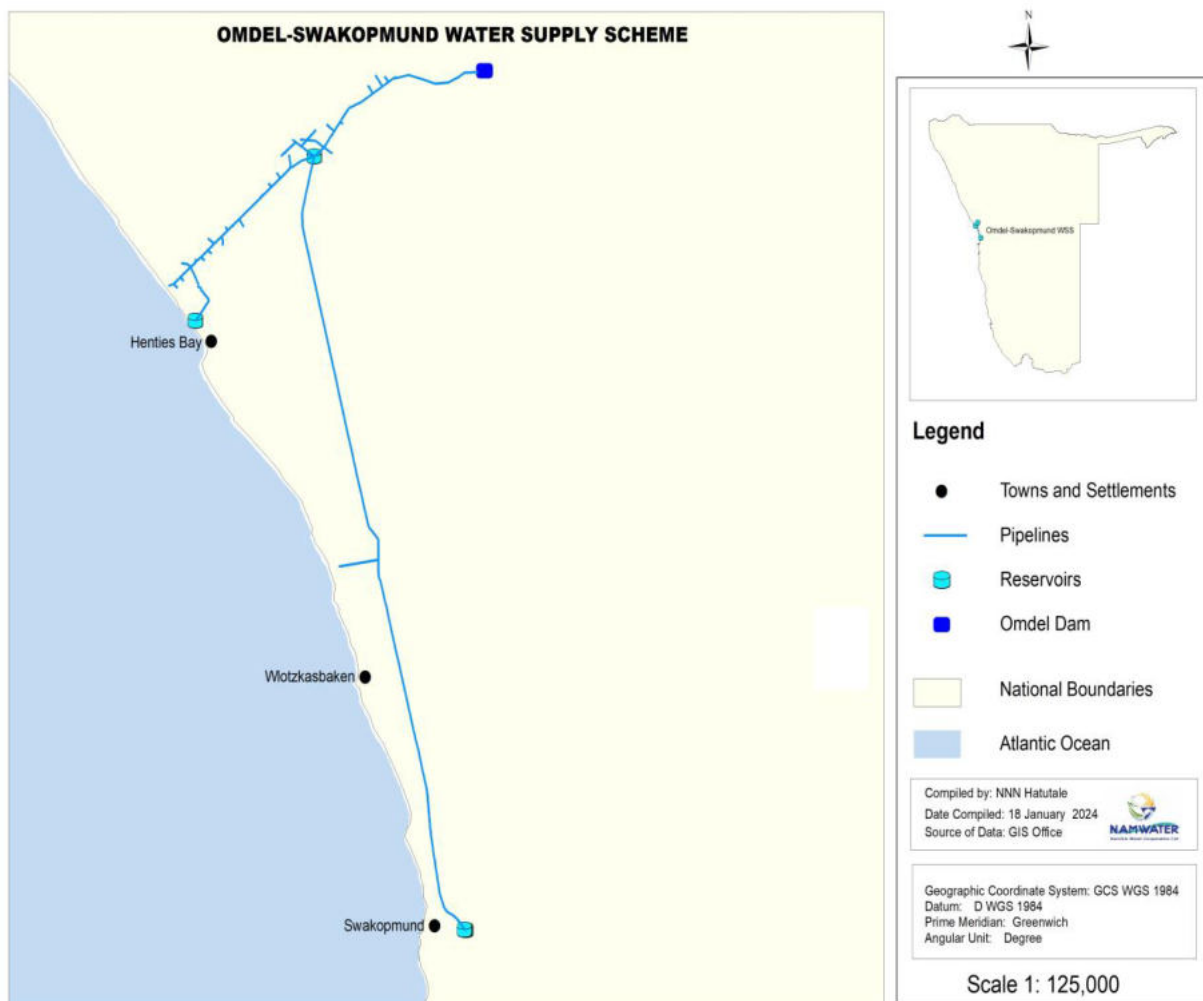 OMDEL-SWAKOPMUND WATER SUPPLY SCHEME
N
Henties Bay
Wlotzkasbaken
Swakopmund
Omdel-Swakopmund WSS
Legend
Towns and Settlements
Pipelines
Reservoirs
Omdel Dam
National Boundaries
Atlantic Ocean
Compiled by: NNN Hatutale
Date Compiled: 18 January 2024
Source of Data: GIS Office
NAMWATER
Geographic Coordinate System: GCS WGS 1984
Datum: D WGS 1984
Prime Meridian: Greenwich
Angular Unit: Degree
Scale 1: 125,000